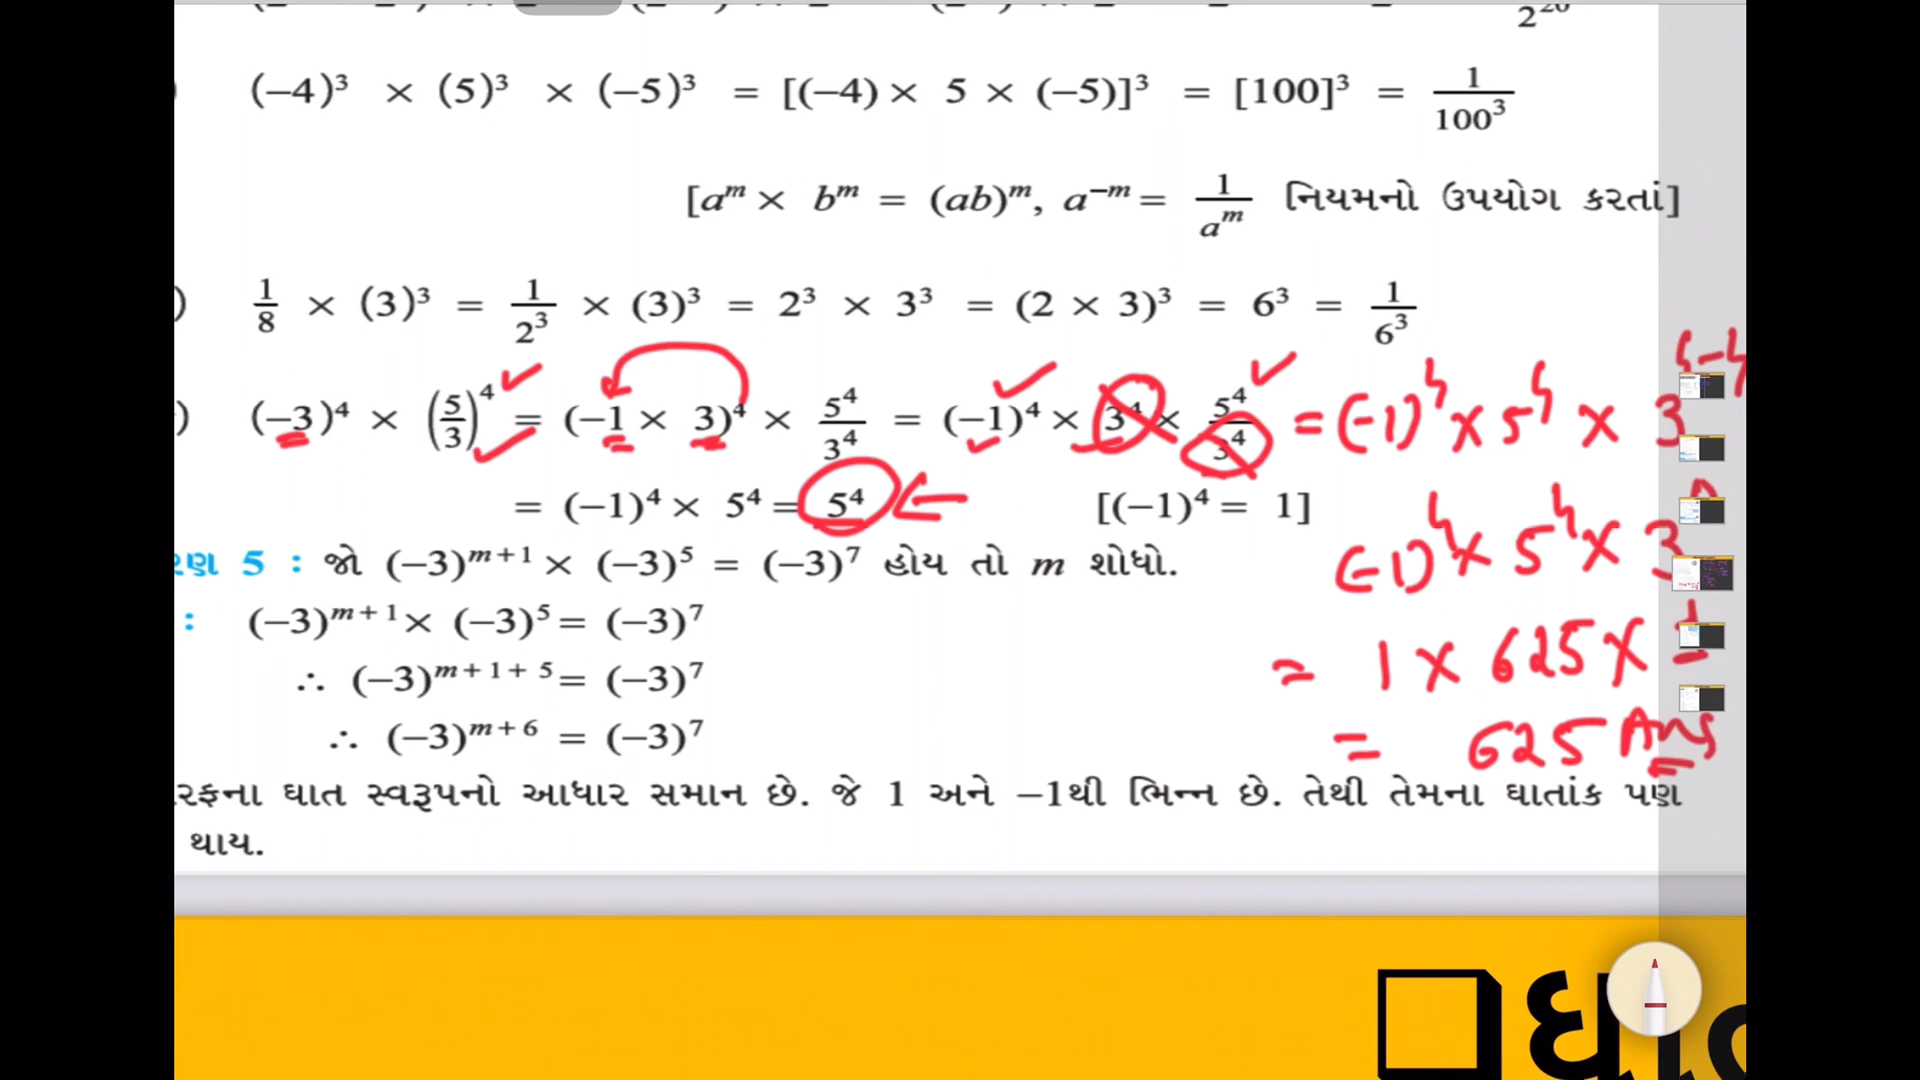 2²⁰
(−4)³ × (5)³ × (−5)³ = [(−4) × 5 × (−5)]³ = [100]³ = 1/100³
[aᵐ × bᵐ = (ab)ᵐ, a⁻ᵐ = 1/aᵐ નિયમનો ઉપયોગ કરતાં]
) 1/8 × (3)³ = 1/2³ × (3)³ = 2³ × 3³ = (2 × 3)³ = 6³ = 1/6³
) (−3)⁴ × (5/3)⁴ = (−1 × 3)⁴ × 5⁴/3⁴ = (−1)⁴ × 3⁴ × 5⁴/3⁴ = (−1)⁴ × 5⁴ × 3⁴⁻⁴
= (−1)⁴ × 5⁴ = 5⁴ [(−1)⁴ = 1]
(−1)⁴ × 5⁴ × 3
રણ 5 : જો (−3)ᵐ⁺¹ × (−3)⁵ = (−3)⁷ હોય તો m શોધો.
: (−3)ᵐ⁺¹ × (−3)⁵ = (−3)⁷
= 1 × 625 × 1
∴ (−3)ᵐ⁺¹⁺⁵ = (−3)⁷
∴ (−3)ᵐ⁺⁶ = (−3)⁷
= 625 Ans
રફના ઘાત સ્વરૂપનો આધાર સમાન છે. જે 1 અને −1થી ભિન્ન છે. તેથી તેમના ઘાતાંક પણ
થાય.